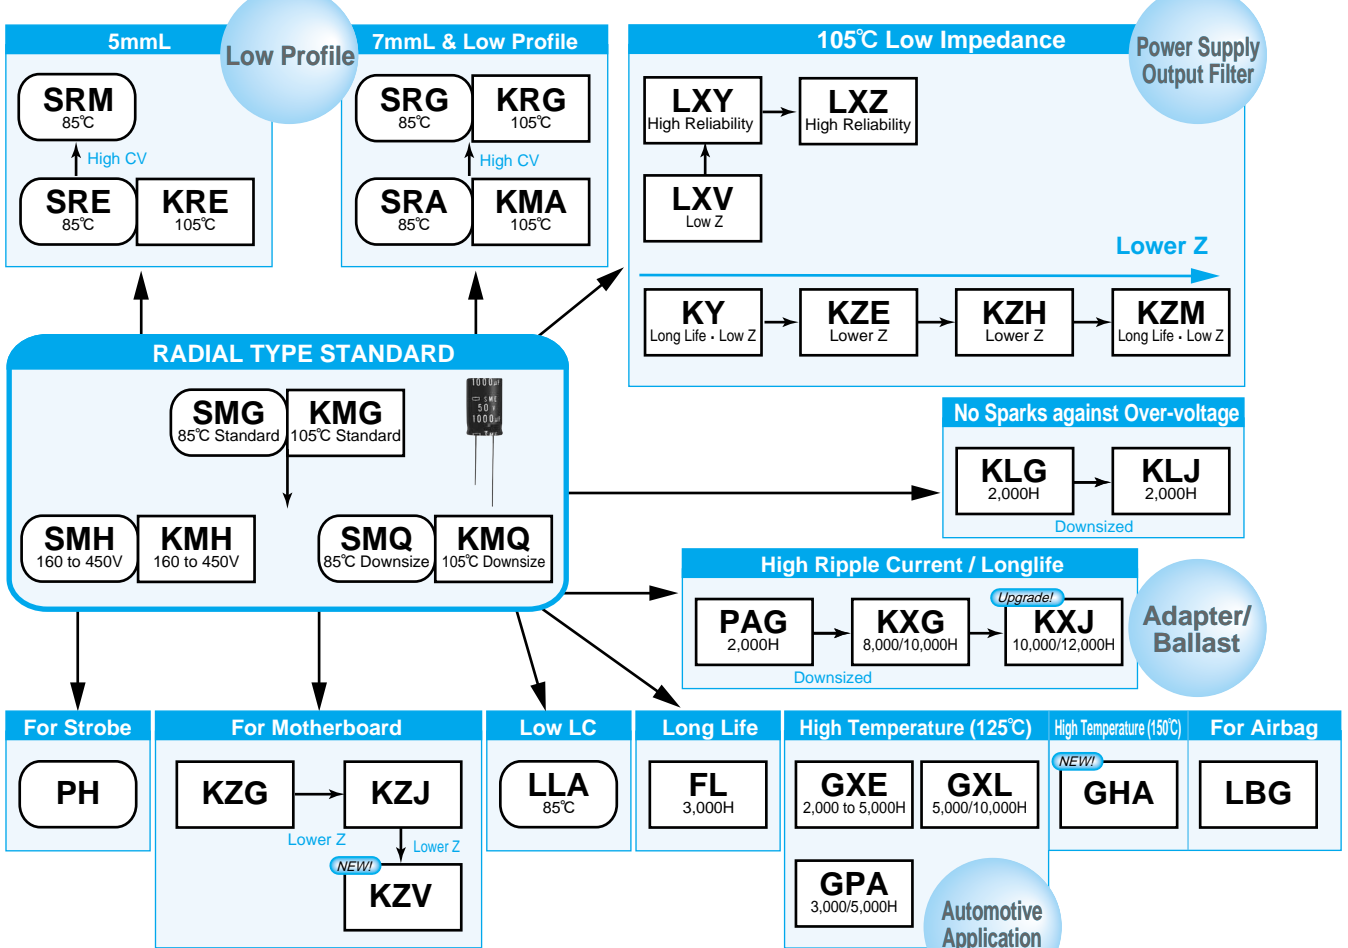 5mmL
Low Profile
7mmL & Low Profile
SRM
85℃
High CV
SRE
85℃
KRE
105℃
SRG
85℃
KRG
105℃
High CV
SRA
85℃
KMA
105℃
105℃ Low Impedance
Power Supply
Output Filter
LXY
High Reliability
LXZ
High Reliability
LXV
Low Z
Lower Z
KY
Long Life・Low Z
KZE
Lower Z
KZH
Lower Z
KZM
Long Life・Low Z
RADIAL TYPE STANDARD
SMG
85℃ Standard
KMG
105℃ Standard
1000μF
SME
50 v
1000μF
SMH
160 to 450V
KMH
160 to 450V
SMQ
85℃ Downsize
KMQ
105℃ Downsize
No Sparks against Over-voltage
KLG
2,000H
KLJ
2,000H
Downsized
High Ripple Current / Longlife
PAG
2,000H
KXG
8,000/10,000H
Upgrade!
KXJ
10,000/12,000H
Downsized
Adapter/
Ballast
For Strobe
PH
For Motherboard
KZG
KZJ
Lower Z
Lower Z
NEW!
KZV
Low LC
LLA
85℃
Long Life
FL
3,000H
High Temperature (125℃)
GXE
2,000 to 5,000H
GXL
5,000/10,000H
GPA
3,000/5,000H
Automotive
Application
High Temperature (150℃)
NEW!
GHA
For Airbag
LBG